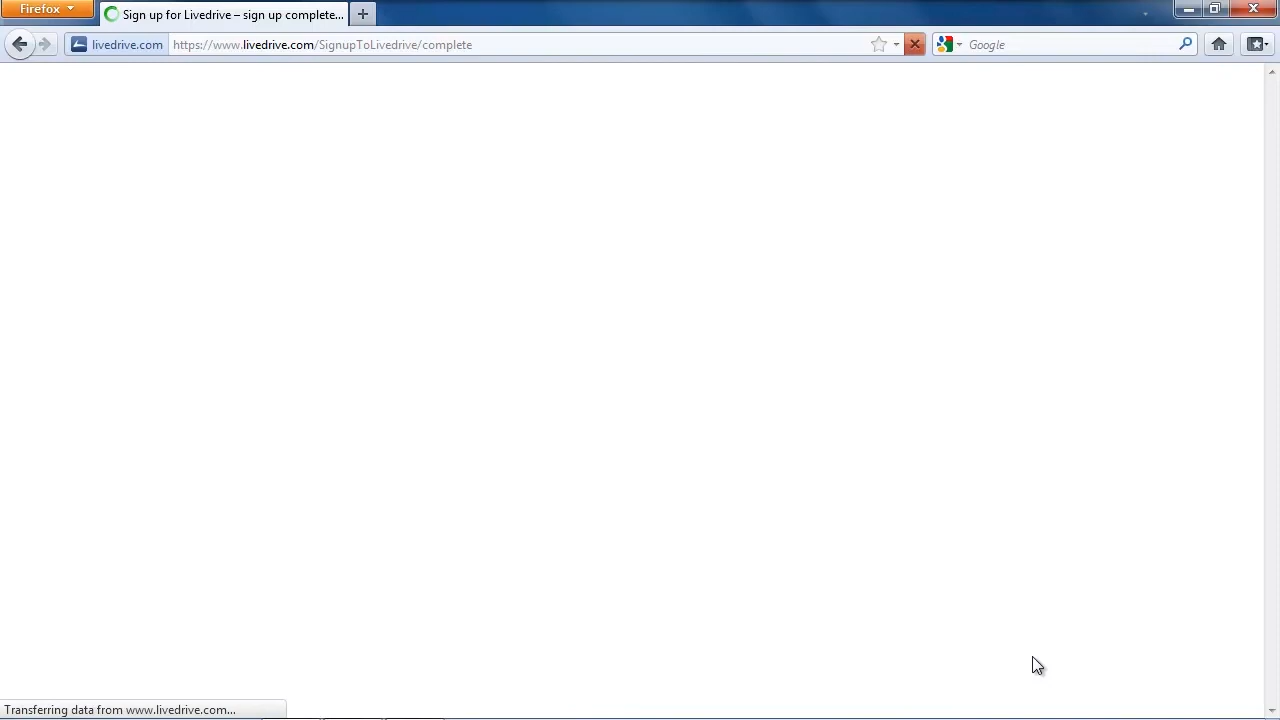 Firefox
Sign up for Livedrive – sign up complete...
livedrive.com
https://www.livedrive.com/SignupToLivedrive/complete
Google
Transferring data from www.livedrive.com...